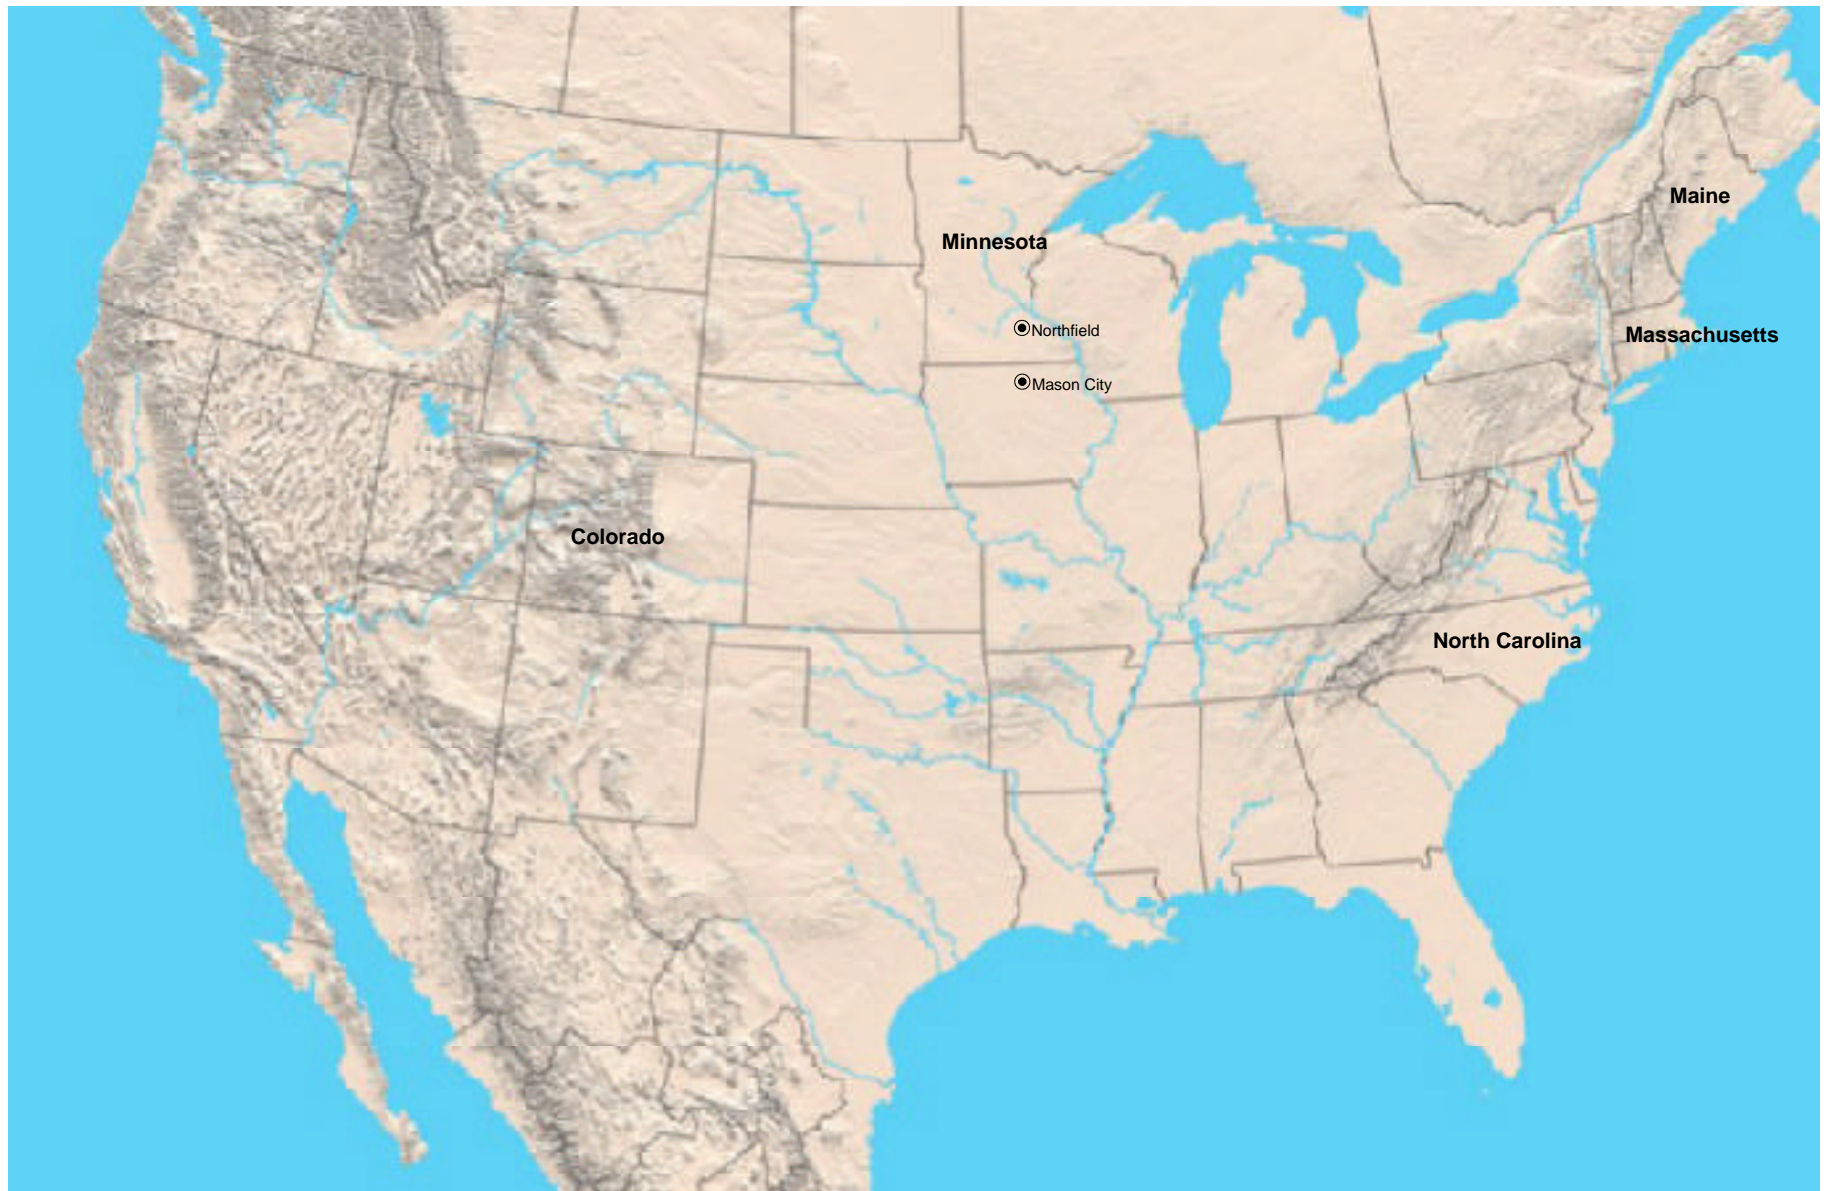 Maine
Minnesota
Northfield
Massachusetts
Mason City
Colorado
North Carolina